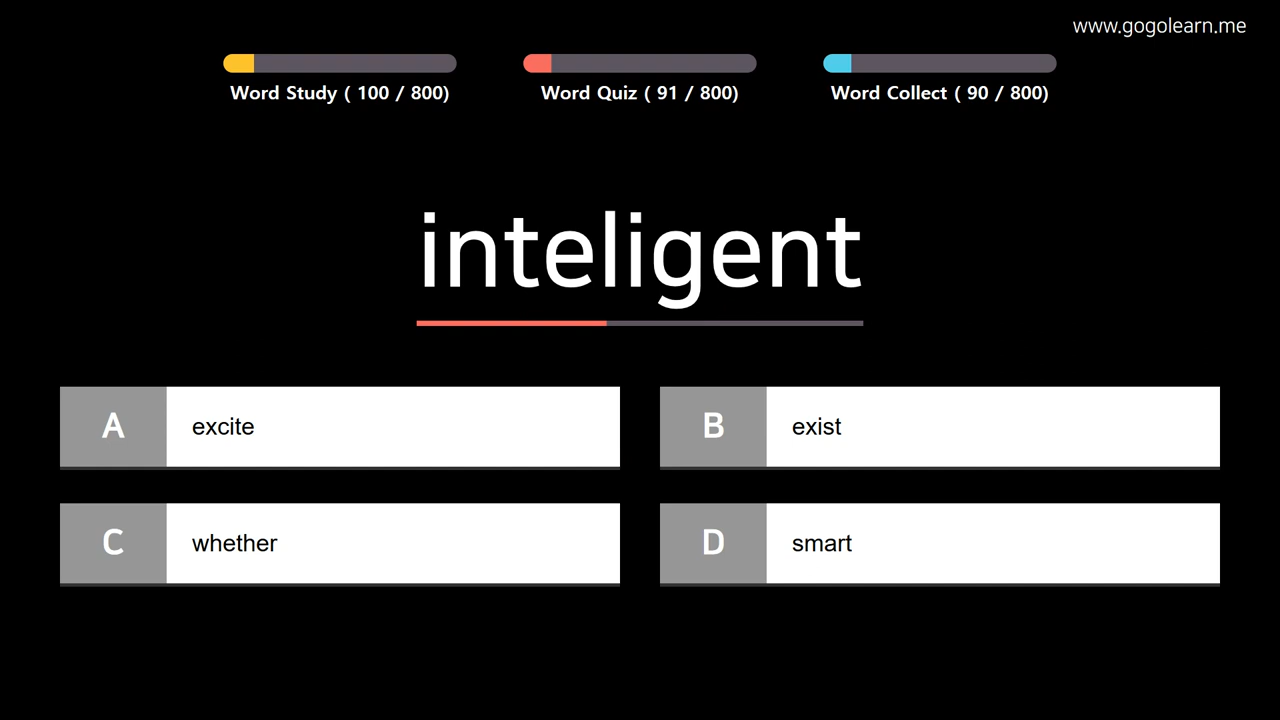 www.gogolearn.me
Word Study ( 100 / 800)
Word Quiz ( 91 / 800)
Word Collect ( 90 / 800)
inteligent
A excite
B exist
C whether
D smart